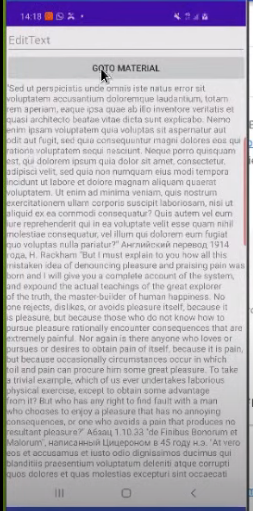 14:18
EditText
GOTO MATERIAL
"Sed ut perspiciatis unde omnis iste natus error sit
voluptatem accusantium doloremque laudantium, totam
rem aperiam, eaque ipsa quae ab illo inventore veritatis et
quasi architecto beatae vitae dicta sunt explicabo. Nemo
enim ipsam voluptatem quia voluptas sit aspernatur aut
odit aut fugit, sed quia consequuntur magni dolores eos qui
ratione voluptatem sequi nesciunt. Neque porro quisquam
est, qui dolorem ipsum quia dolor sit amet, consectetur,
adipisci velit, sed quia non numquam eius modi tempora
incidunt ut labore et dolore magnam aliquam quaerat
voluptatem. Ut enim ad minima veniam, quis nostrum
exercitationem ullam corporis suscipit laboriosam, nisi ut
aliquid ex ea commodi consequatur? Quis autem vel eum
iure reprehenderit qui in ea voluptate velit esse quam nihil
molestiae consequatur, vel illum qui dolorem eum fugiat
quo voluptas nulla pariatur?" Английский перевод 1914
года, H. Rackham "But I must explain to you how all this
mistaken idea of denouncing pleasure and praising pain was
born and I will give you a complete account of the system,
and expound the actual teachings of the great explorer
of the truth, the master-builder of human happiness. No
one rejects, dislikes, or avoids pleasure itself, because it
is pleasure, but because those who do not know how to
pursue pleasure rationally encounter consequences that are
extremely painful. Nor again is there anyone who loves or
pursues or desires to obtain pain of itself, because it is pain,
but because occasionally circumstances occur in which
toil and pain can procure him some great pleasure. To take
a trivial example, which of us ever undertakes laborious
physical exercise, except to obtain some advantage
from it? But who has any right to find fault with a man
who chooses to enjoy a pleasure that has no annoying
consequences, or one who avoids a pain that produces no
resultant pleasure?" Абзац 1.10.33 "de Finibus Bonorum et
Malorum", написанный Цицероном в 45 году н.э. "At vero
eos et accusamus et iusto odio dignissimos ducimus qui
blanditiis praesentium voluptatum deleniti atque corrupti
quos dolores et quas molestias excepturi sint occaecati